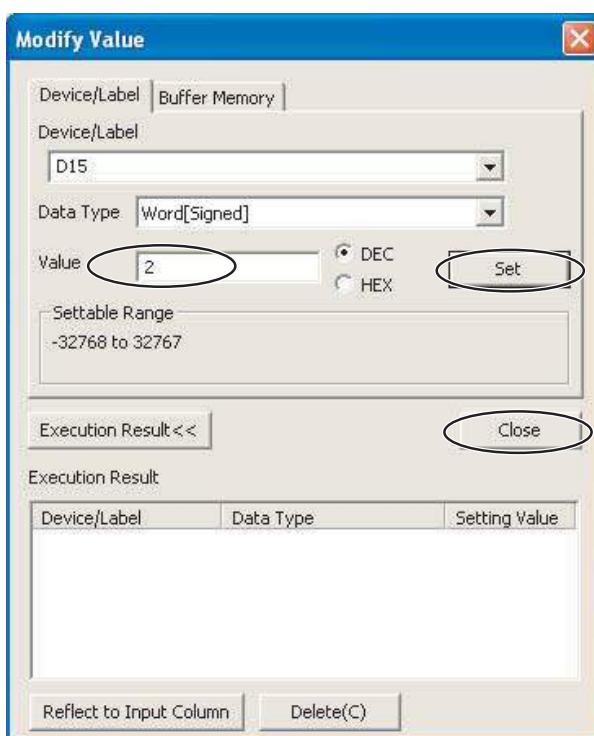 Modify Value
Device/Label Buffer Memory
Device/Label
D15
Data Type Word[Signed]
Value 2 DEC Set
HEX
Settable Range
-32768 to 32767
Execution Result<< Close
Execution Result
Device/Label Data Type Setting Value
Reflect to Input Column Delete(C)